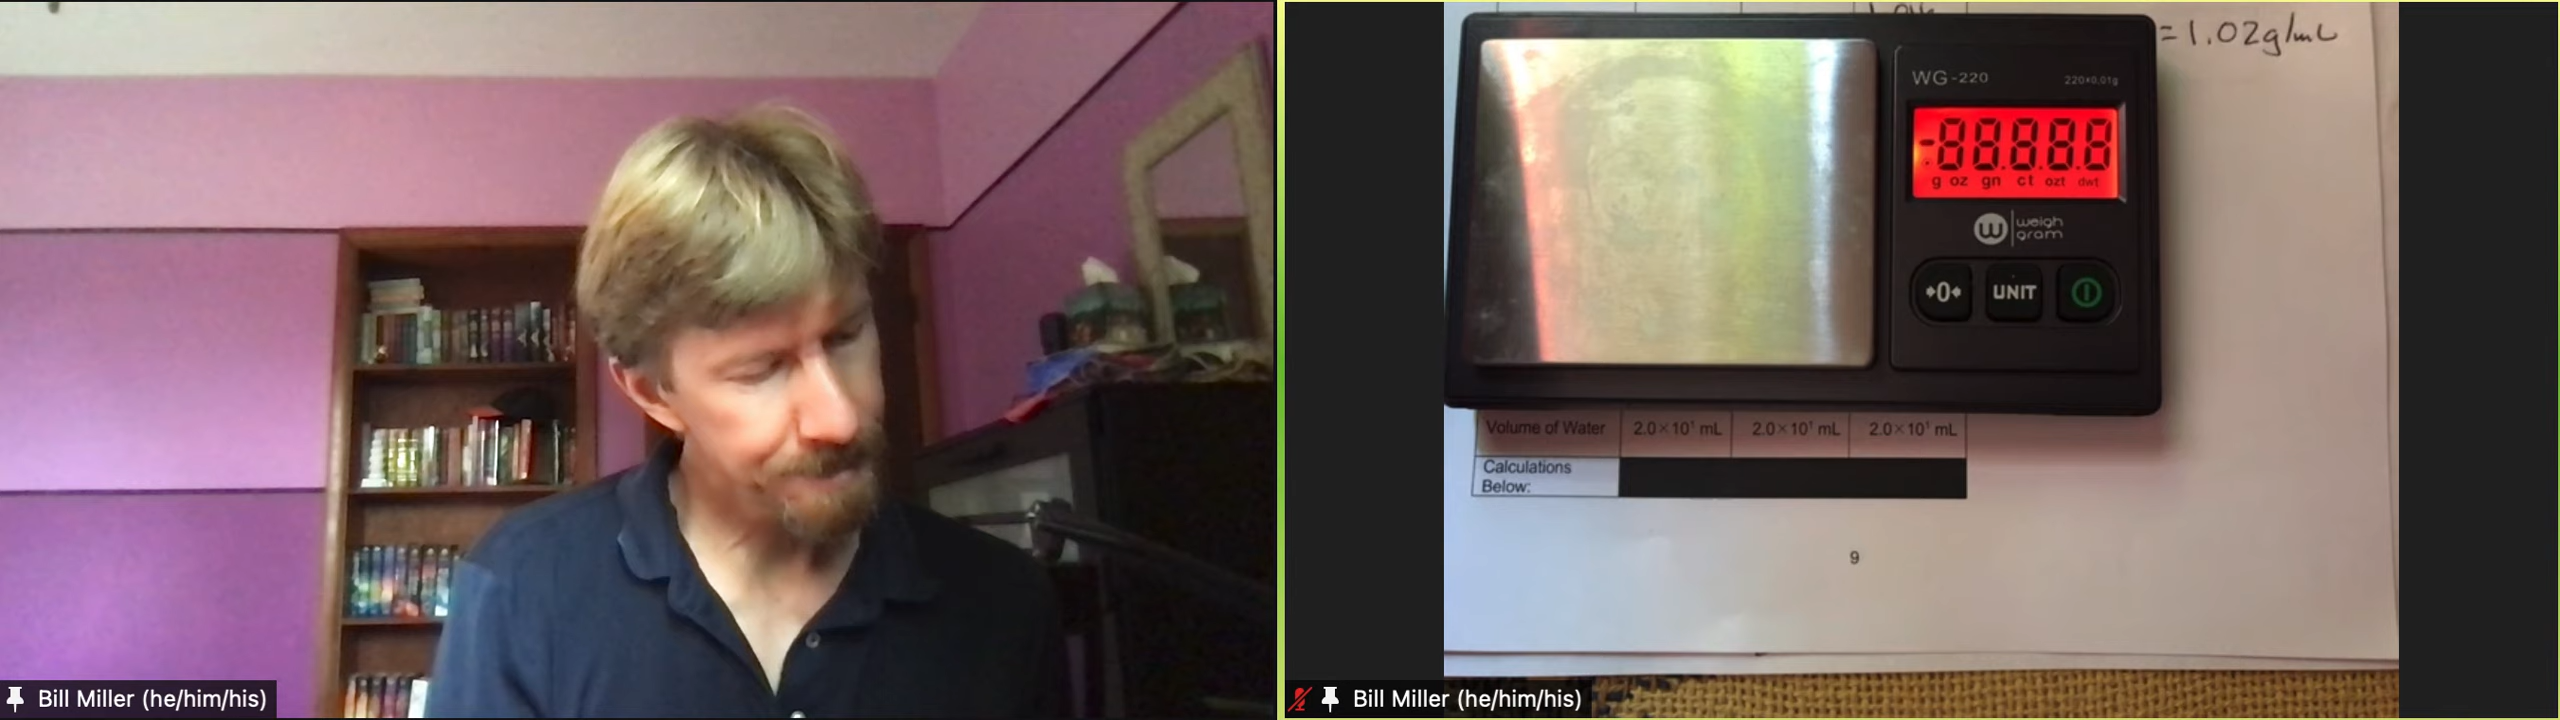 = 1.02g/mL
WG-220
220×0.01g
-88888
g oz gn ct ozt dwt
W weigh
gram
→0← UNIT
Volume of Water 2.0×10¹ mL 2.0×10¹ mL 2.0×10¹ mL
Calculations
Below:
9
Bill Miller (he/him/his)
Bill Miller (he/him/his)